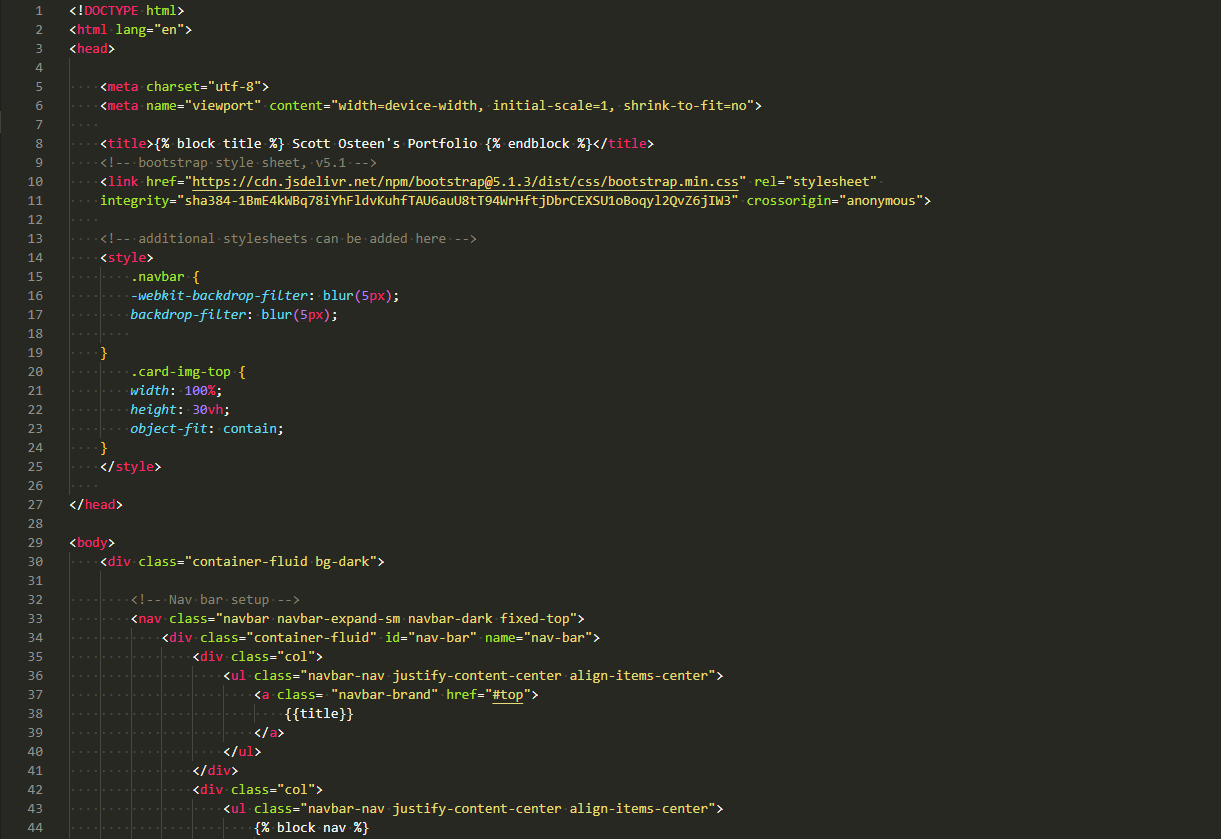 1 <!DOCTYPE html>
2 <html lang="en">
3 <head>
4
5 <meta charset="utf-8">
6 <meta name="viewport" content="width=device-width, initial-scale=1, shrink-to-fit=no">
7
8 <title>{% block title %} Scott Osteen's Portfolio {% endblock %}</title>
9 <!-- bootstrap style sheet, v5.1 -->
10 <link href="https://cdn.jsdelivr.net/npm/bootstrap@5.1.3/dist/css/bootstrap.min.css" rel="stylesheet"
11 integrity="sha384-1BmE4kWBq78iYhFldvKuhfTAU6auU8tT94WrHftjDbrCEXSU1oBoqyl2QvZ6jIW3" crossorigin="anonymous">
12
13 <!-- additional stylesheets can be added here -->
14 <style>
15 .navbar {
16 -webkit-backdrop-filter: blur(5px);
17 backdrop-filter: blur(5px);
18
19 }
20 .card-img-top {
21 width: 100%;
22 height: 30vh;
23 object-fit: contain;
24 }
25 </style>
26
27 </head>
28
29 <body>
30 <div class="container-fluid bg-dark">
31
32 <!-- Nav bar setup -->
33 <nav class="navbar navbar-expand-sm navbar-dark fixed-top">
34 <div class="container-fluid" id="nav-bar" name="nav-bar">
35 <div class="col">
36 <ul class="navbar-nav justify-content-center align-items-center">
37 <a class= "navbar-brand" href="#top">
38 {{title}}
39 </a>
40 </ul>
41 </div>
42 <div class="col">
43 <ul class="navbar-nav justify-content-center align-items-center">
44 {% block nav %}